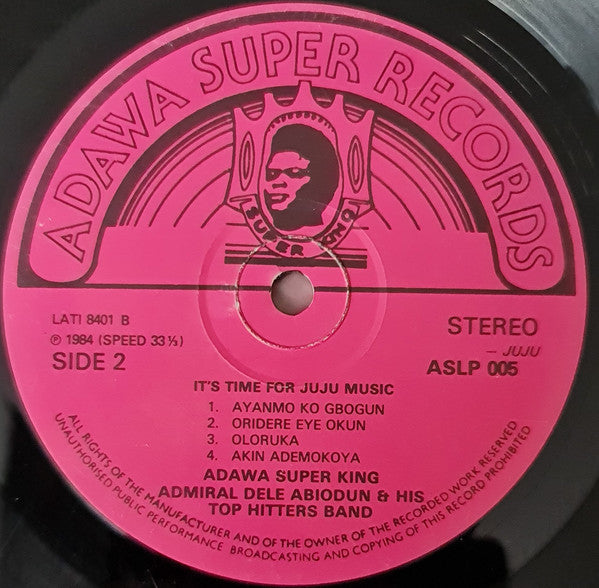 ADAWA SUPER RECORDS
SUPER KING
LATI 8401 B
℗ 1984 (SPEED 33⅓)
SIDE 2
STEREO
– JUJU
ASLP 005
IT'S TIME FOR JUJU MUSIC
1. AYANMO KO GBOGUN
2. ORIDERE EYE OKUN
3. OLORUKA
4. AKIN ADEMOKOYA
ADAWA SUPER KING
ADMIRAL DELE ABIODUN & HIS
TOP HITTERS BAND
ALL RIGHTS OF THE MANUFACTURER AND OF THE OWNER OF THE RECORDED WORK RESERVED
UNAUTHORISED PUBLIC PERFORMANCE BROADCASTING AND COPYING OF THIS RECORD PROHIBITED